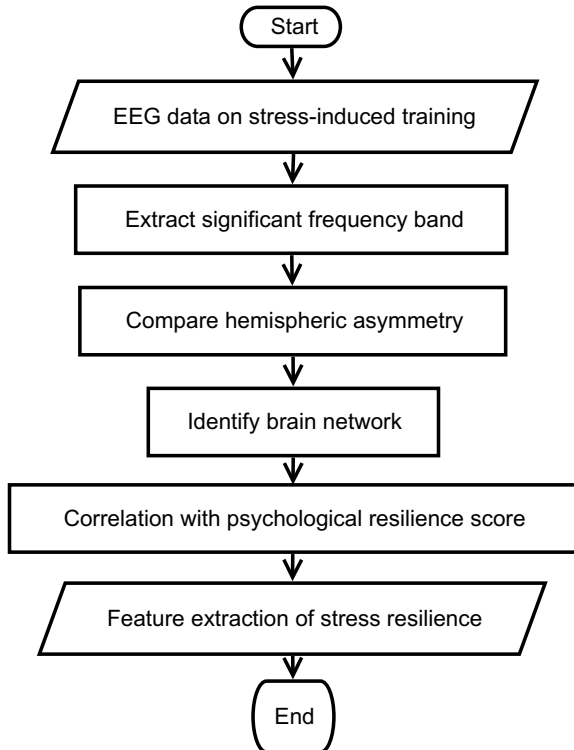 Start
EEG data on stress-induced training
Extract significant frequency band
Compare hemispheric asymmetry
Identify brain network
Correlation with psychological resilience score
Feature extraction of stress resilience
End